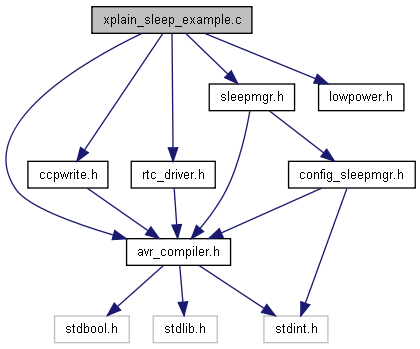 xplain_sleep_example.c
sleepmgr.h
lowpower.h
ccpwrite.h
rtc_driver.h
config_sleepmgr.h
avr_compiler.h
stdbool.h
stdlib.h
stdint.h